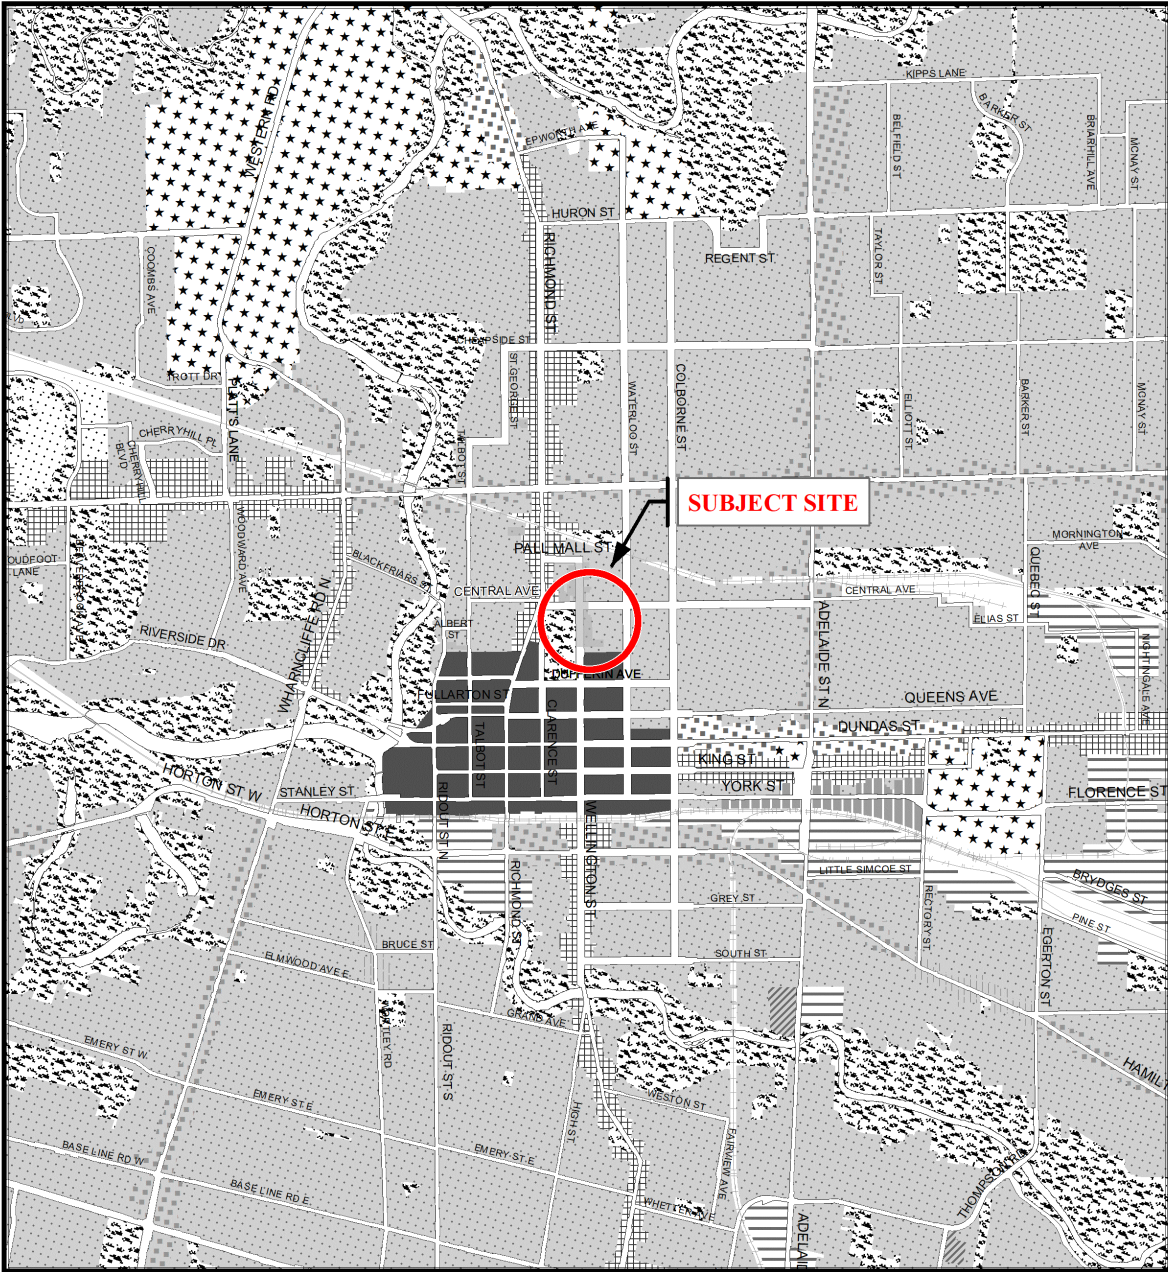 KIPPS LANE
BARKER ST
WESTERN RD
EPWORTH AVE
BELFIELD ST
BRIARHILL AVE
MCNAY ST
HURON ST
RICHMOND ST
REGENT ST
TAYLOR ST
COOMBS AVE
BLVD
CHEAPSIDE ST
ST. GEORGE ST
TROTT DR
PLATT'S LANE
WATERLOO ST
COLBORNE ST
ELLIOTT ST
BARKER ST
MCNAY ST
CHERRYHILL PL
CHERRYHILL
BLVD
TALBOT ST
SUBJECT SITE
WOODWARD AVE
PALL MALL ST
MORNINGTON
AVE
OUDFOOT
LANE
BLACKFRIARS
QUEBEC ST
CENTRAL AVE
CENTRAL AVE
ALBERT
ST
ADELAIDE ST N
ELIAS ST
NIGHTINGALE AVE
RIVERSIDE DR
WHARNCLIFFE RD N
DUFFERIN AVE
FULLARTON ST
QUEENS AVE
CLARENCE ST
TALBOT ST
DUNDAS ST
KING ST
HORTON ST W
STANLEY ST
YORK ST
FLORENCE ST
HORTON ST E
RIDOUT ST N
WELLINGTON ST
LITTLE SIMCOE ST
BRYDGES ST
RICHMOND ST
GREY ST
RECTORY ST
PINE ST
BRUCE ST
EGERTON ST
ELMWOOD AVE E
SOUTH ST
GRAND AVE
EMERY ST W
RIDOUT ST S
HAMIL
EMERY ST E
WESTON ST
HIGH ST
FAIRVIEW AVE
BASE LINE RD W
EMERY ST E
THOMPSON RD
BASE LINE RD E
WHETTER AVE
ADELAI